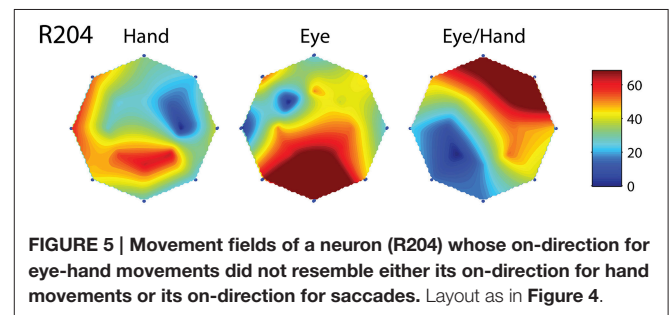 R204 Hand Eye Eye/Hand
60
40
20
0
FIGURE 5 | Movement fields of a neuron (R204) whose on-direction for
eye-hand movements did not resemble either its on-direction for hand
movements or its on-direction for saccades. Layout as in Figure 4.